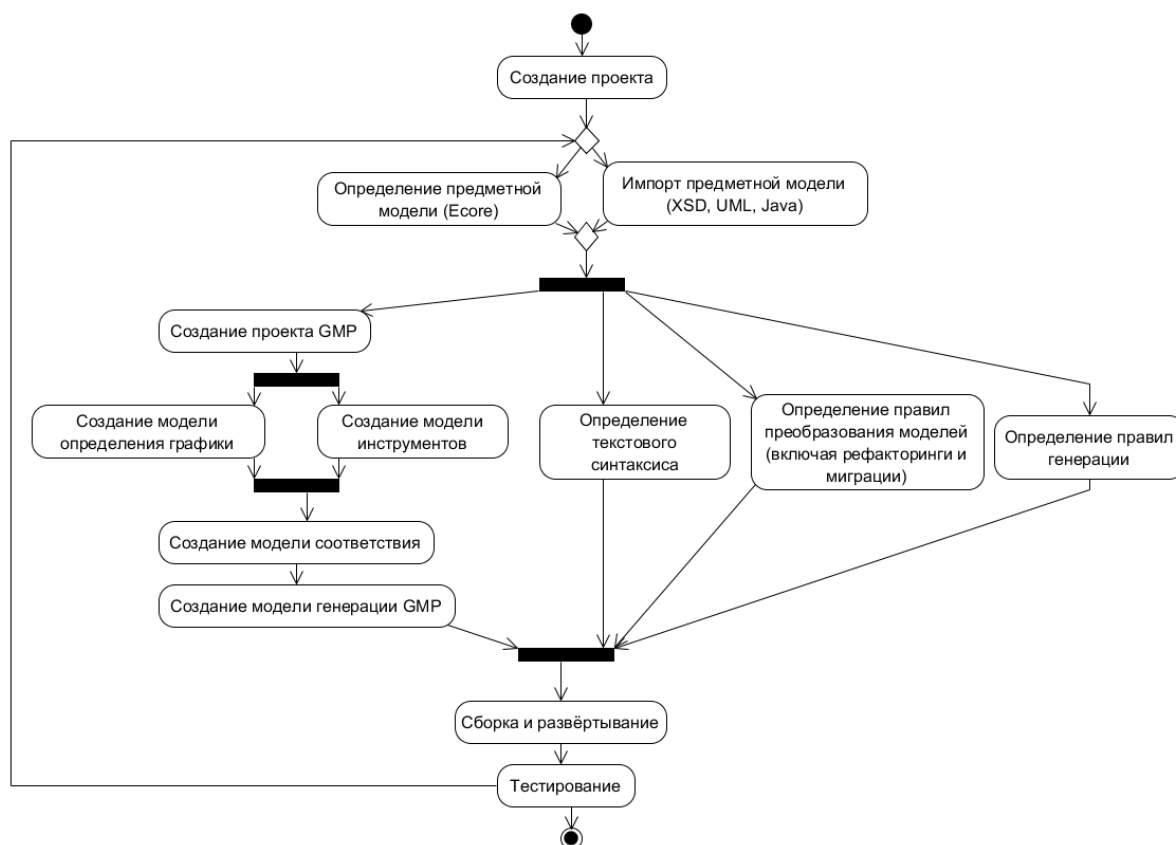 Создание проекта
Определение предметной
модели (Ecore)
Импорт предметной модели
(XSD, UML, Java)
Создание проекта GMP
Создание модели
определения графики
Создание модели
инструментов
Определение
текстового
синтаксиса
Определение правил
преобразования моделей
(включая рефакторинги и
миграции)
Определение правил
генерации
Создание модели соответствия
Создание модели генерации GMP
Сборка и развёртывание
Тестирование